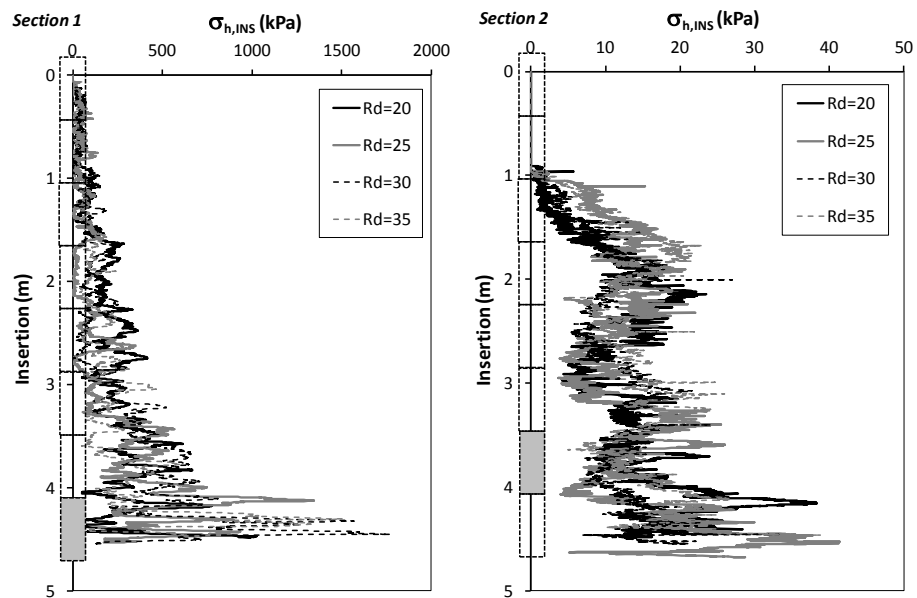 Section 1
σh,INS (kPa)
0 500 1000 1500 2000
0
1
2
3
4
5
Insertion (m)
Rd=20
Rd=25
Rd=30
Rd=35
Section 2
σh,INS (kPa)
0 10 20 30 40 50
0
1
2
3
4
5
Insertion (m)
Rd=20
Rd=25
Rd=30
Rd=35